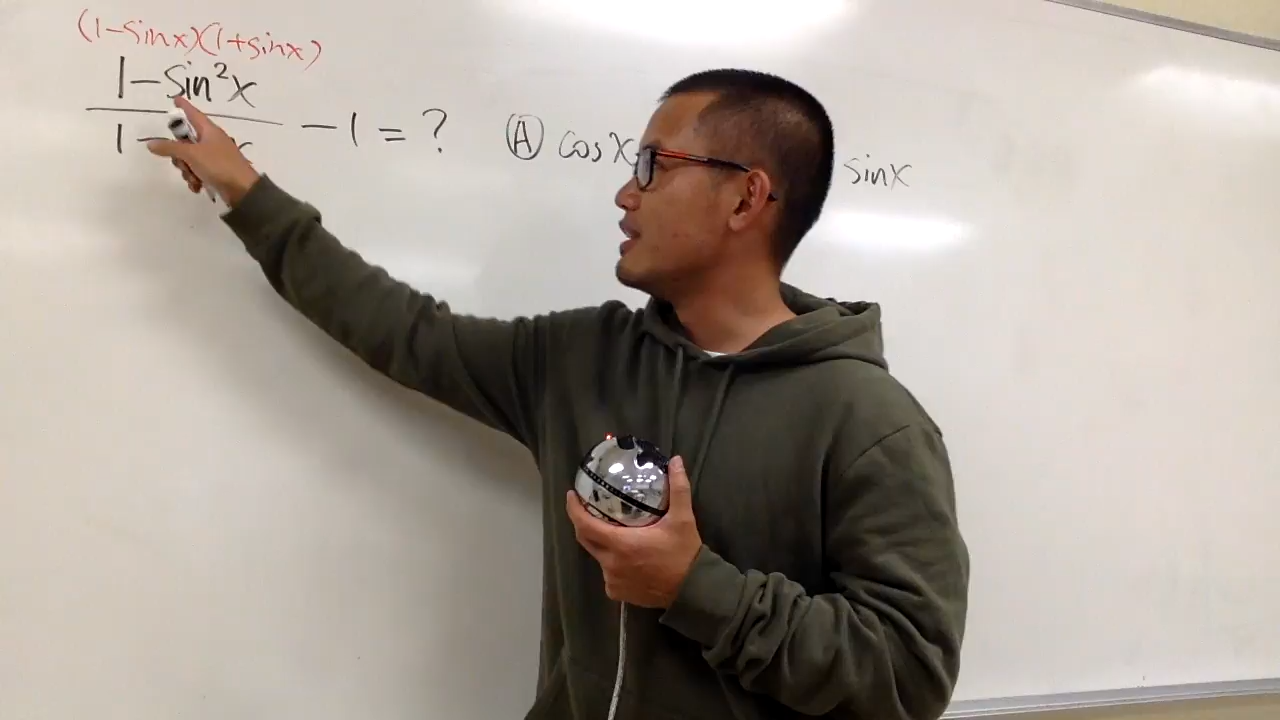 (1-sinx)(1+sinx)
1-sin²x
1- x -1 = ? Ⓐ cosx sinx